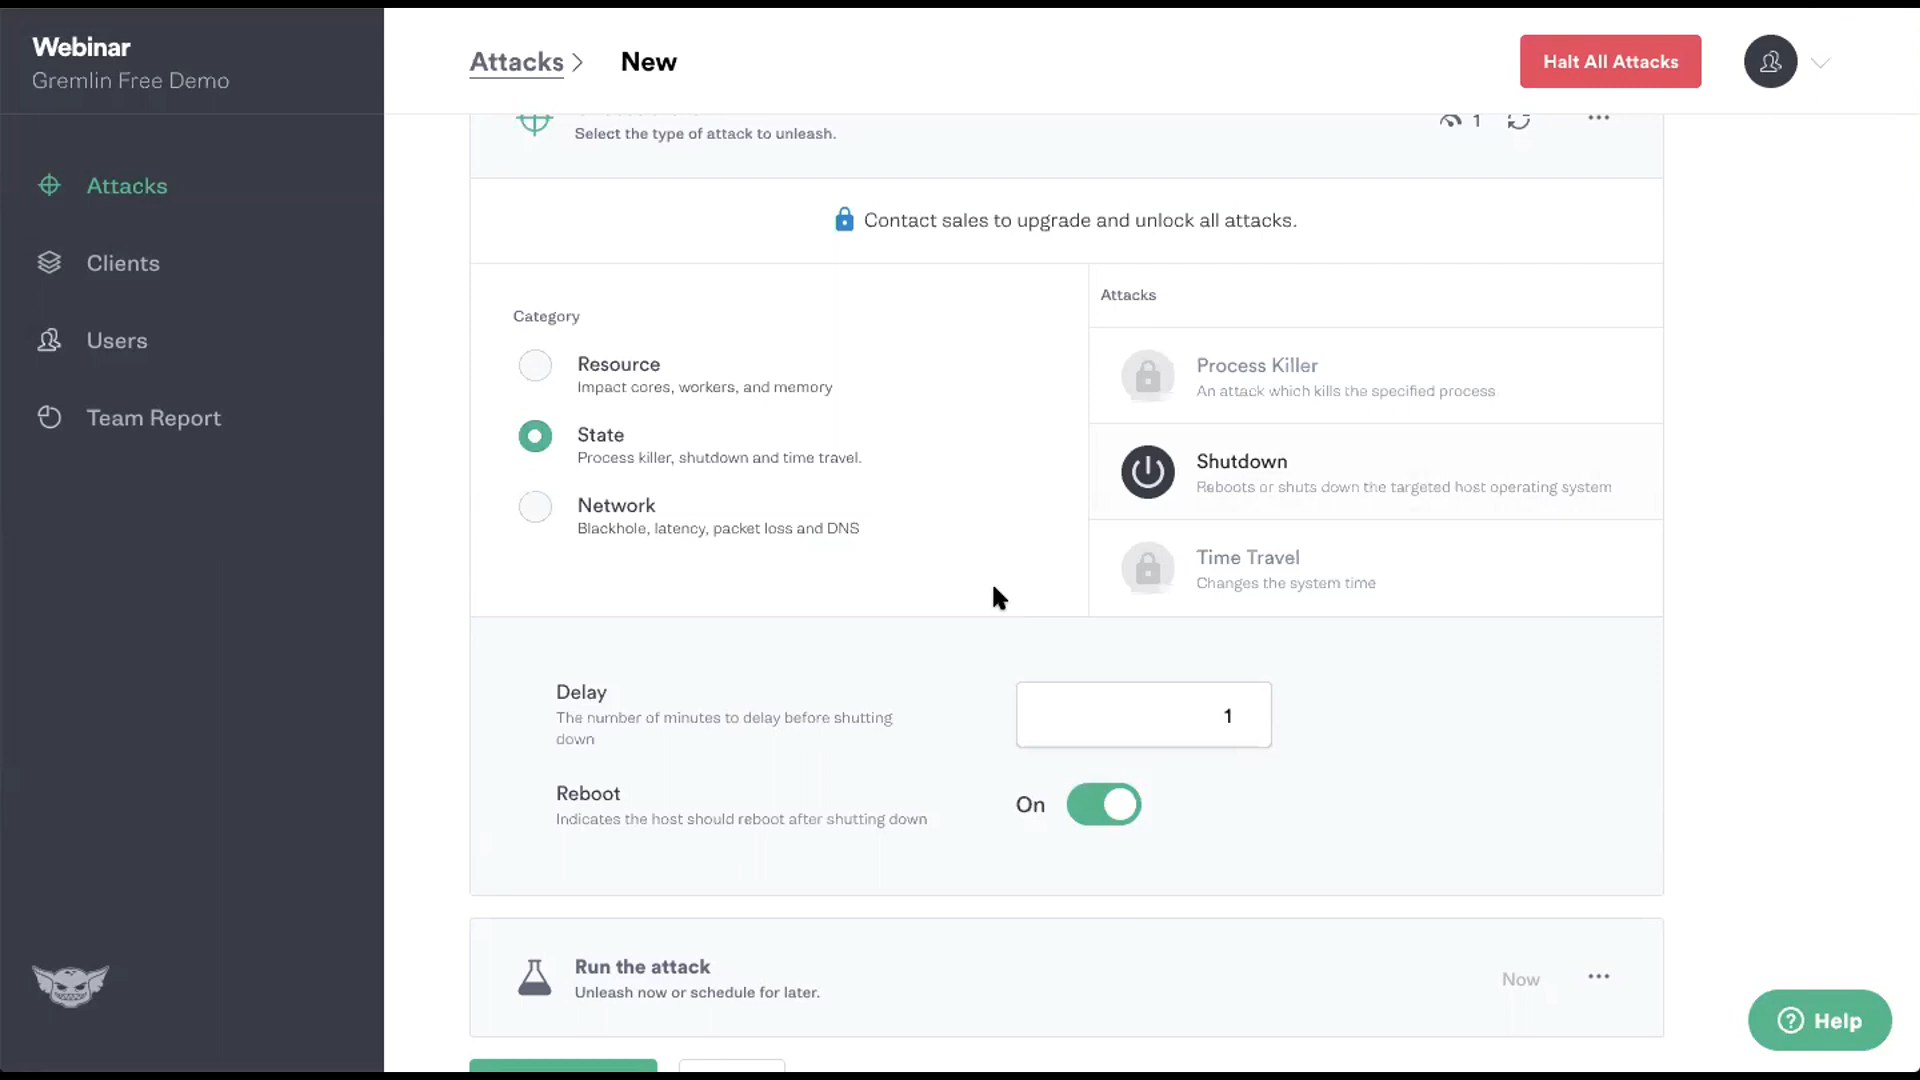 Webinar
Gremlin Free Demo
Attacks
Clients
Users
Team Report
Attacks
New
Halt All Attacks
Select the type of attack to unleash.
1
Contact sales to upgrade and unlock all attacks.
Category
Resource
Impact cores, workers, and memory
State
Process killer, shutdown and time travel.
Network
Blackhole, latency, packet loss and DNS
Attacks
Process Killer
An attack which kills the specified process
Shutdown
Reboots or shuts down the targeted host operating system
Time Travel
Changes the system time
Delay
The number of minutes to delay before shutting
down
1
Reboot
Indicates the host should reboot after shutting down
On
Run the attack
Unleash now or schedule for later.
Now
Help